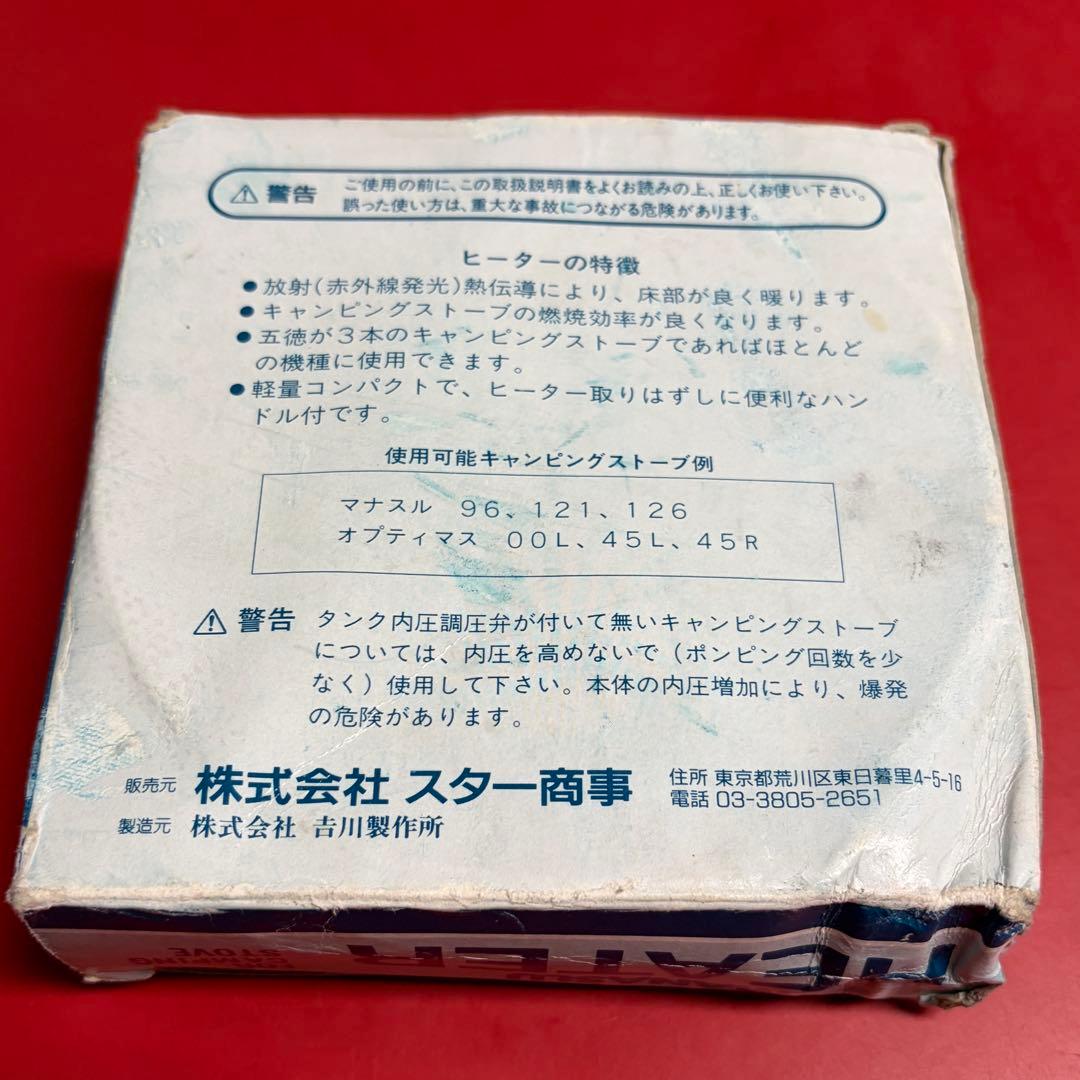 ⚠ 警告 ご使用の前に、この取扱説明書をよくお読みの上、正しくお使い下さい。
誤った使い方は、重大な事故につながる危険があります。
ヒーターの特徴
●放射(赤外線発光)熱伝導により、床部が良く暖ります。
●キャンピングストーブの燃焼効率が良くなります。
●五徳が3本のキャンピングストーブであればほとんど
の機種に使用できます。
●軽量コンパクトで、ヒーター取りはずしに便利なハン
ドル付です。
使用可能キャンピングストーブ例
マナスル 96、121、126
オプティマス 00L、45L、45R
⚠ 警告 タンク内圧調圧弁が付いて無いキャンピングストーブ
については、内圧を高めないで(ポンピング回数を少
なく)使用して下さい。本体の内圧増加により、爆発
の危険があります。
販売元 株式会社 スター商事 住所 東京都荒川区東日暮里4-5-16
電話 03-3805-2651
製造元 株式会社 𠮷川製作所
HEATER
STOVE